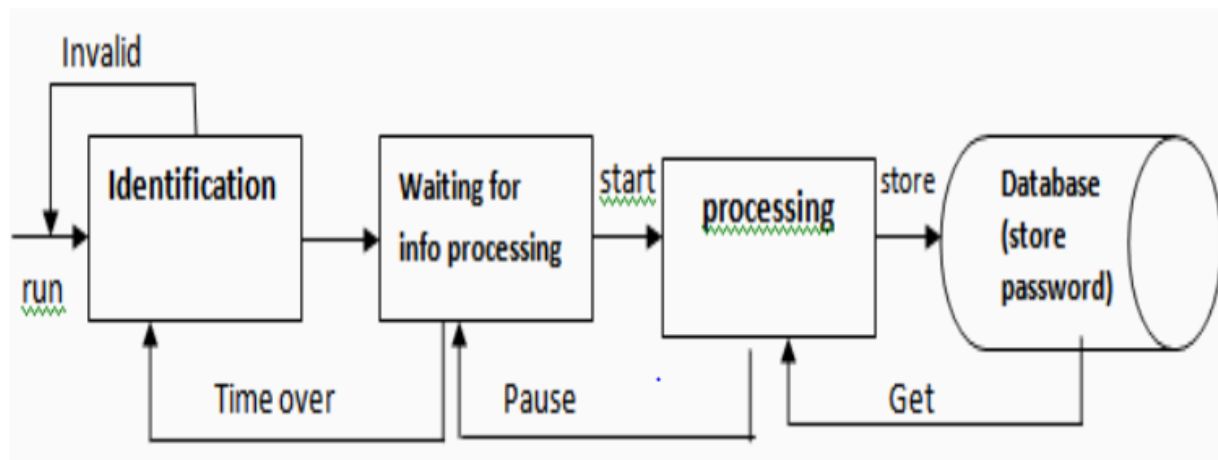 Invalid
Identification
run
Waiting for
info processing
start
processing
store
Database
(store
password)
Time over
Pause
Get